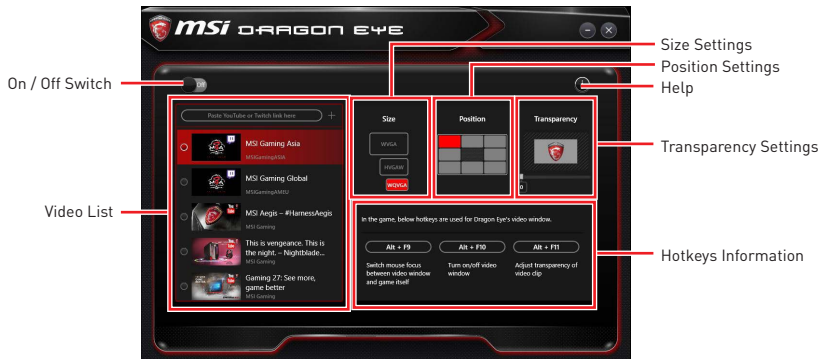 msi DRAGON EYE
Size Settings
Position Settings
Help
On / Off Switch
Off
Paste YouTube or Twitch link here
Size
Position
Transparency
WVGA
HVGAW
WQVGA
0
Transparency Settings
Video List
MSI Gaming Asia
MSIGamingASIA
MSI Gaming Global
MSIGamingAMEU
MSI Aegis – #HarnessAegis
MSI Gaming
This is vengeance. This is
the night. – Nightblade...
MSI Gaming
Gaming 27: See more,
game better
MSI Gaming
In the game, below hotkeys are used for Dragon Eye's video window.
Alt + F9
Alt + F10
Alt + F11
Switch mouse focus
between video window
and game itself
Turn on/off video
window
Adjust transparency of
video clip
Hotkeys Information